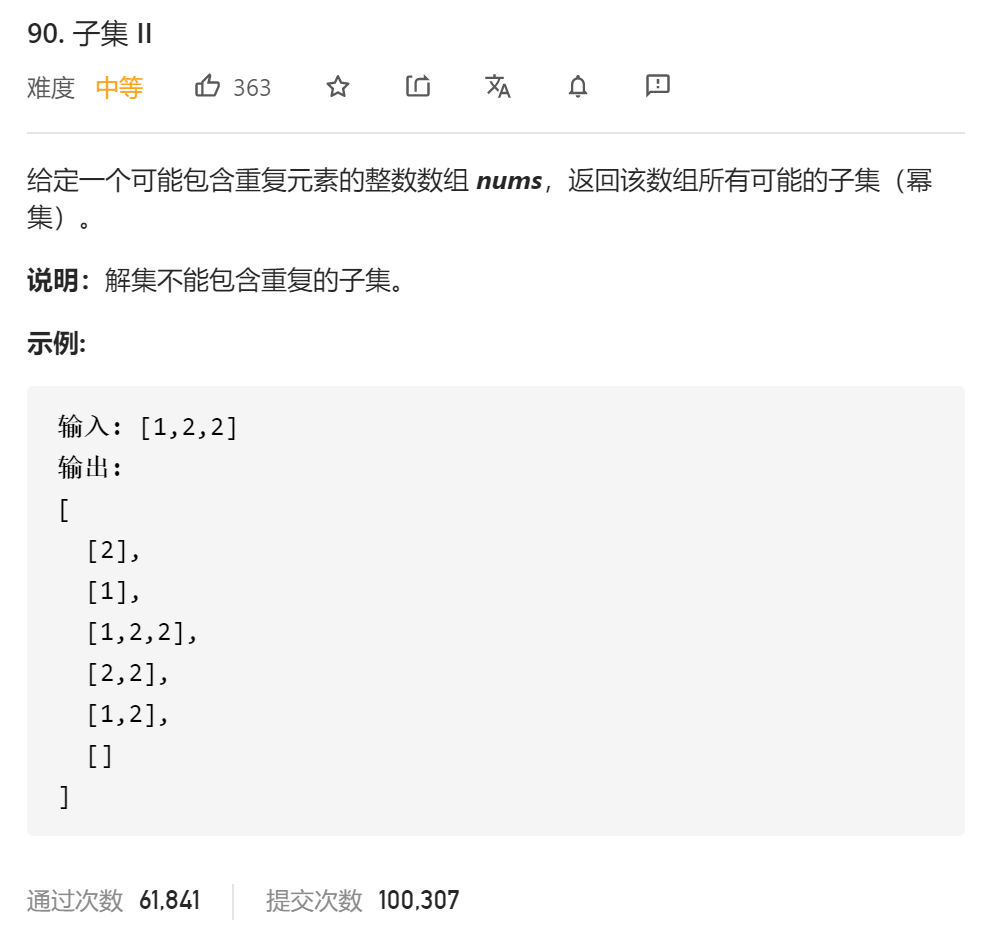 90. 子集 II
难度 中等 363
给定一个可能包含重复元素的整数数组 nums，返回该数组所有可能的子集（幂
集）。
说明：解集不能包含重复的子集。
示例:
输入: [1,2,2]
输出:
[
  [2],
  [1],
  [1,2,2],
  [2,2],
  [1,2],
  []
]
通过次数 61,841 提交次数 100,307